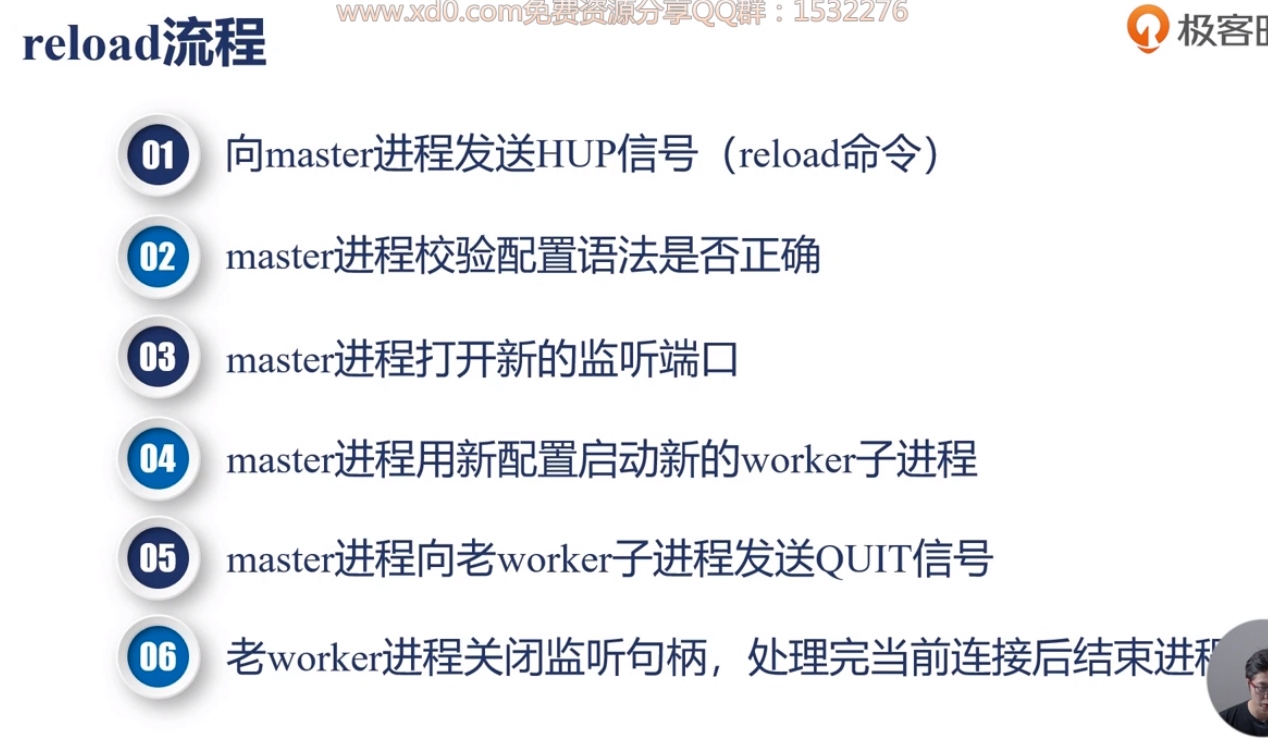 www.xd0.com免费资源分享QQ群：1532276
reload流程
极客时
01 向master进程发送HUP信号（reload命令）
02 master进程校验配置语法是否正确
03 master进程打开新的监听端口
04 master进程用新配置启动新的worker子进程
05 master进程向老worker子进程发送QUIT信号
06 老worker进程关闭监听句柄，处理完当前连接后结束进程